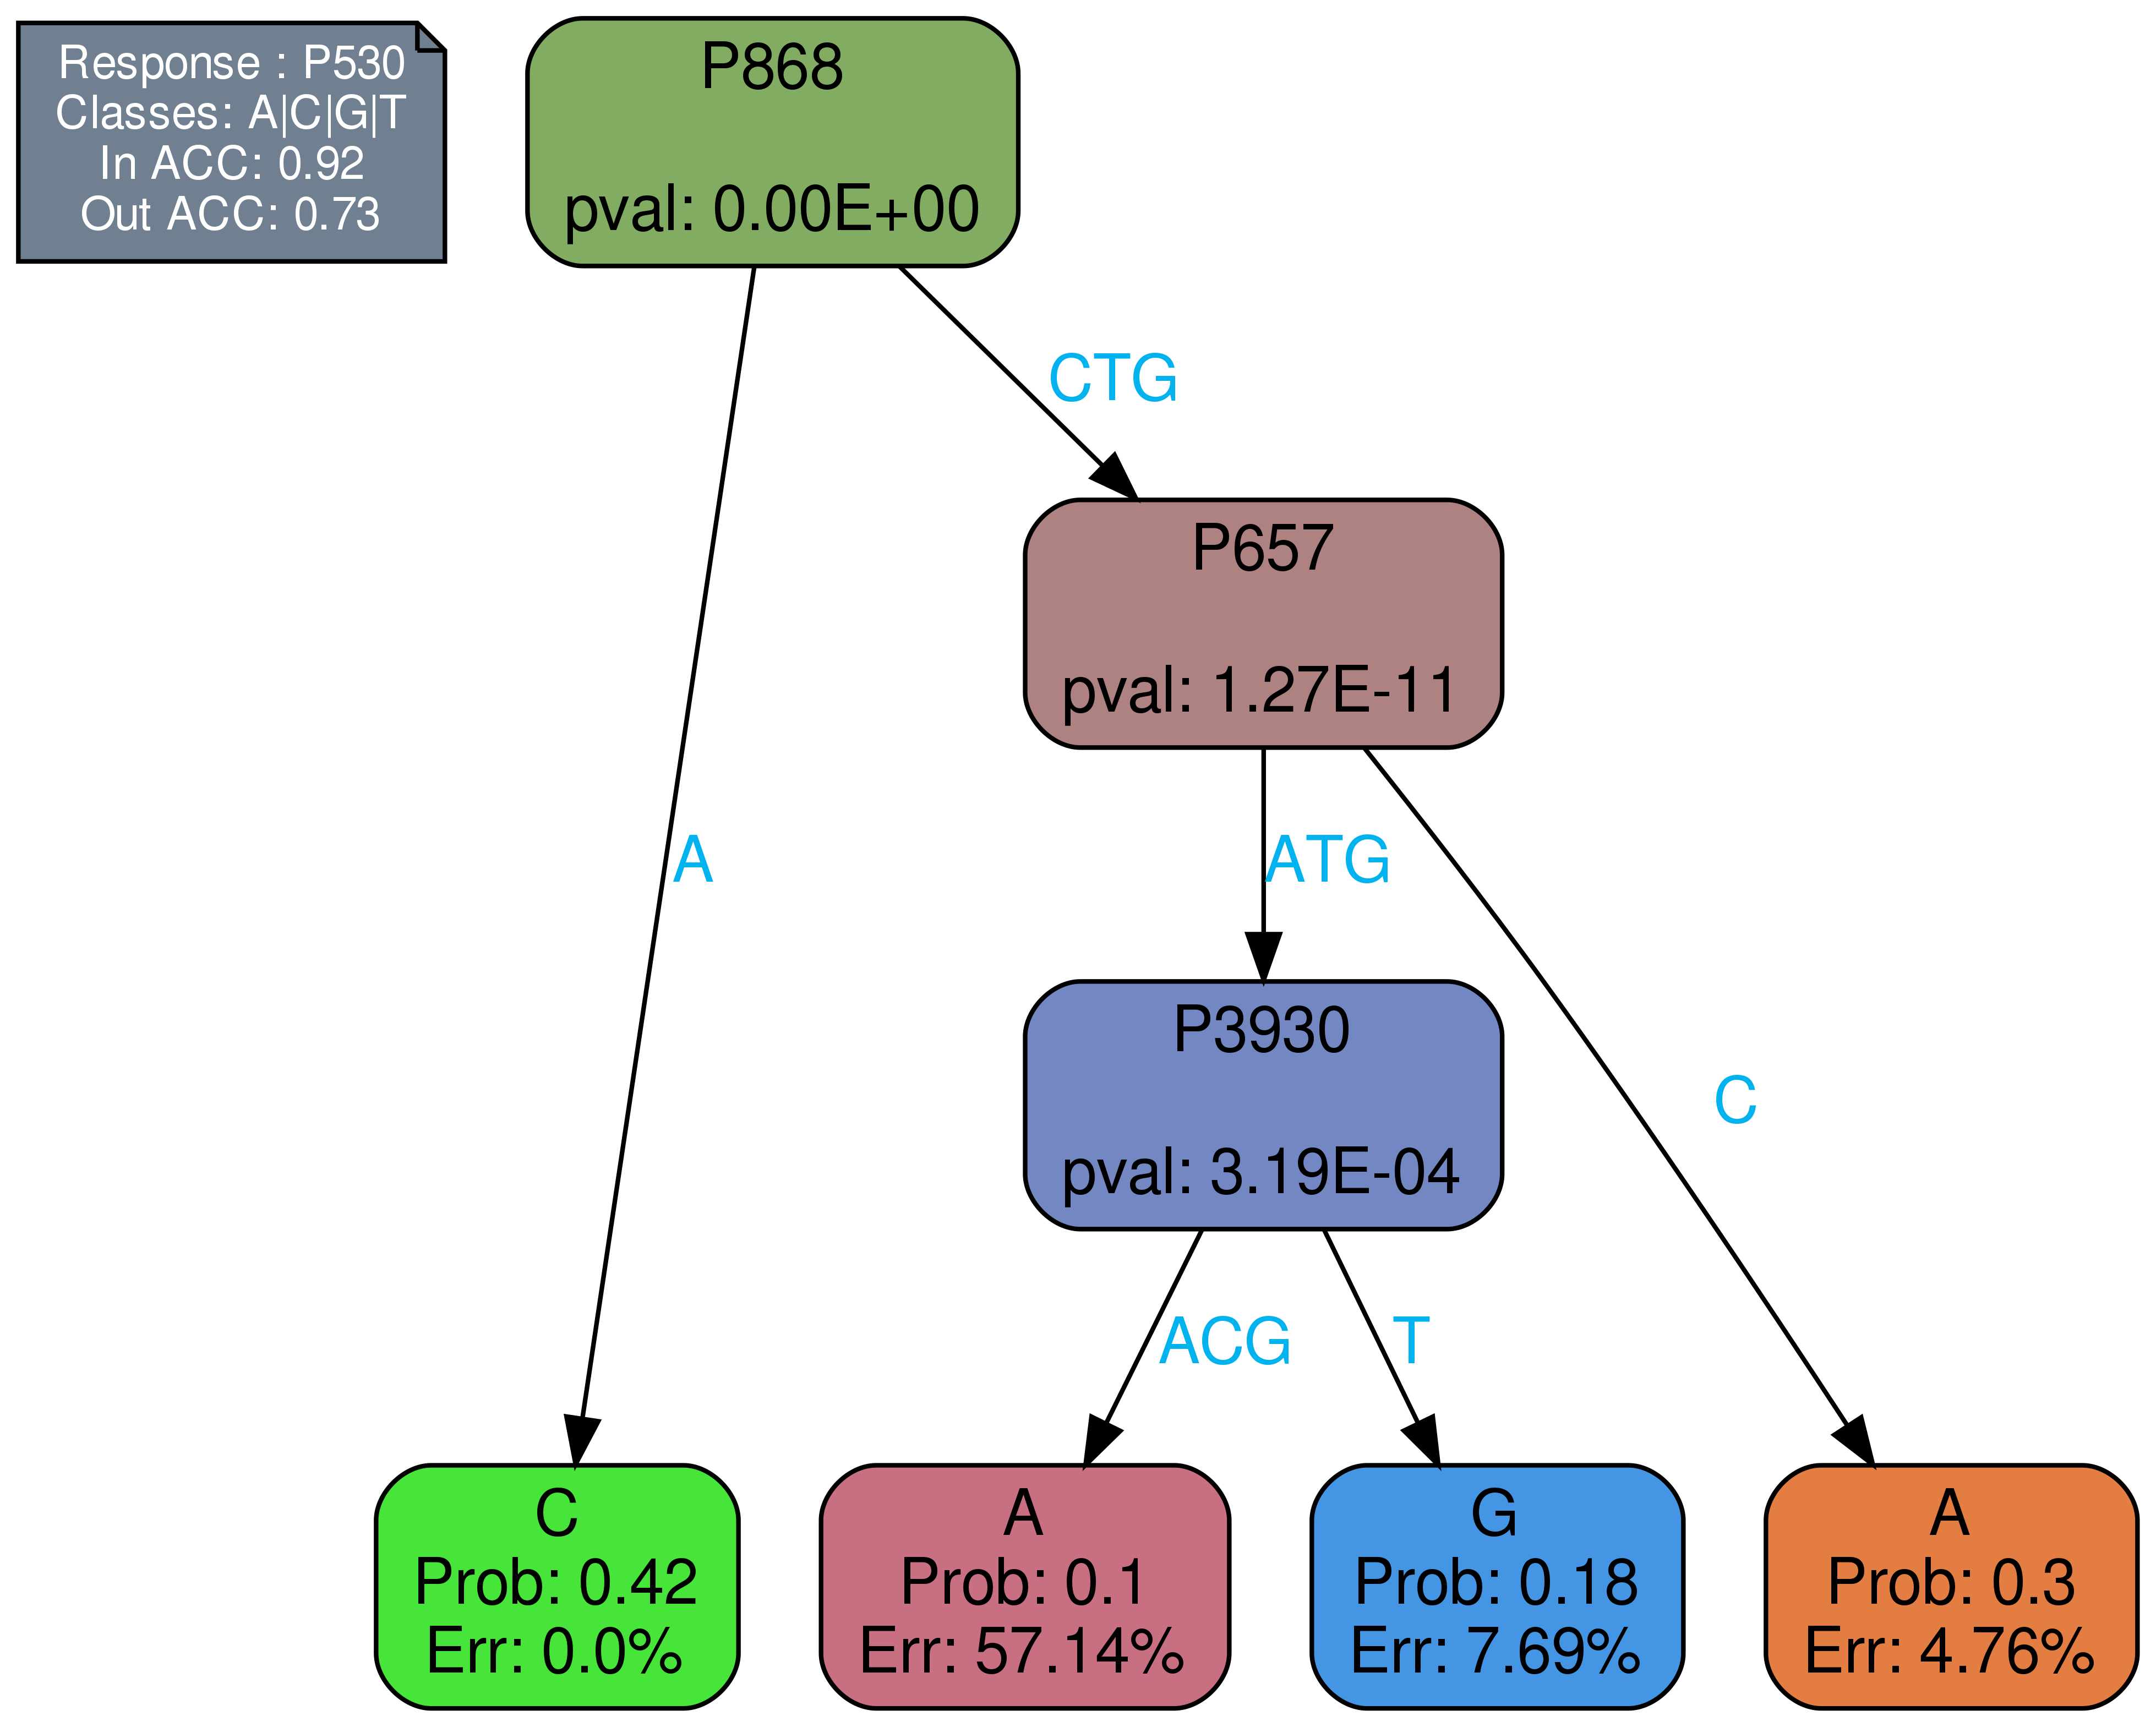 Response : P530
Classes: A|C|G|T
In ACC: 0.92
Out ACC: 0.73
P868
pval: 0.00E+00
CTG
P657
pval: 1.27E-11
A
ATG
P3930
pval: 3.19E-04
C
ACG
T
C
Prob: 0.42
Err: 0.0%
A
Prob: 0.1
Err: 57.14%
G
Prob: 0.18
Err: 7.69%
A
Prob: 0.3
Err: 4.76%